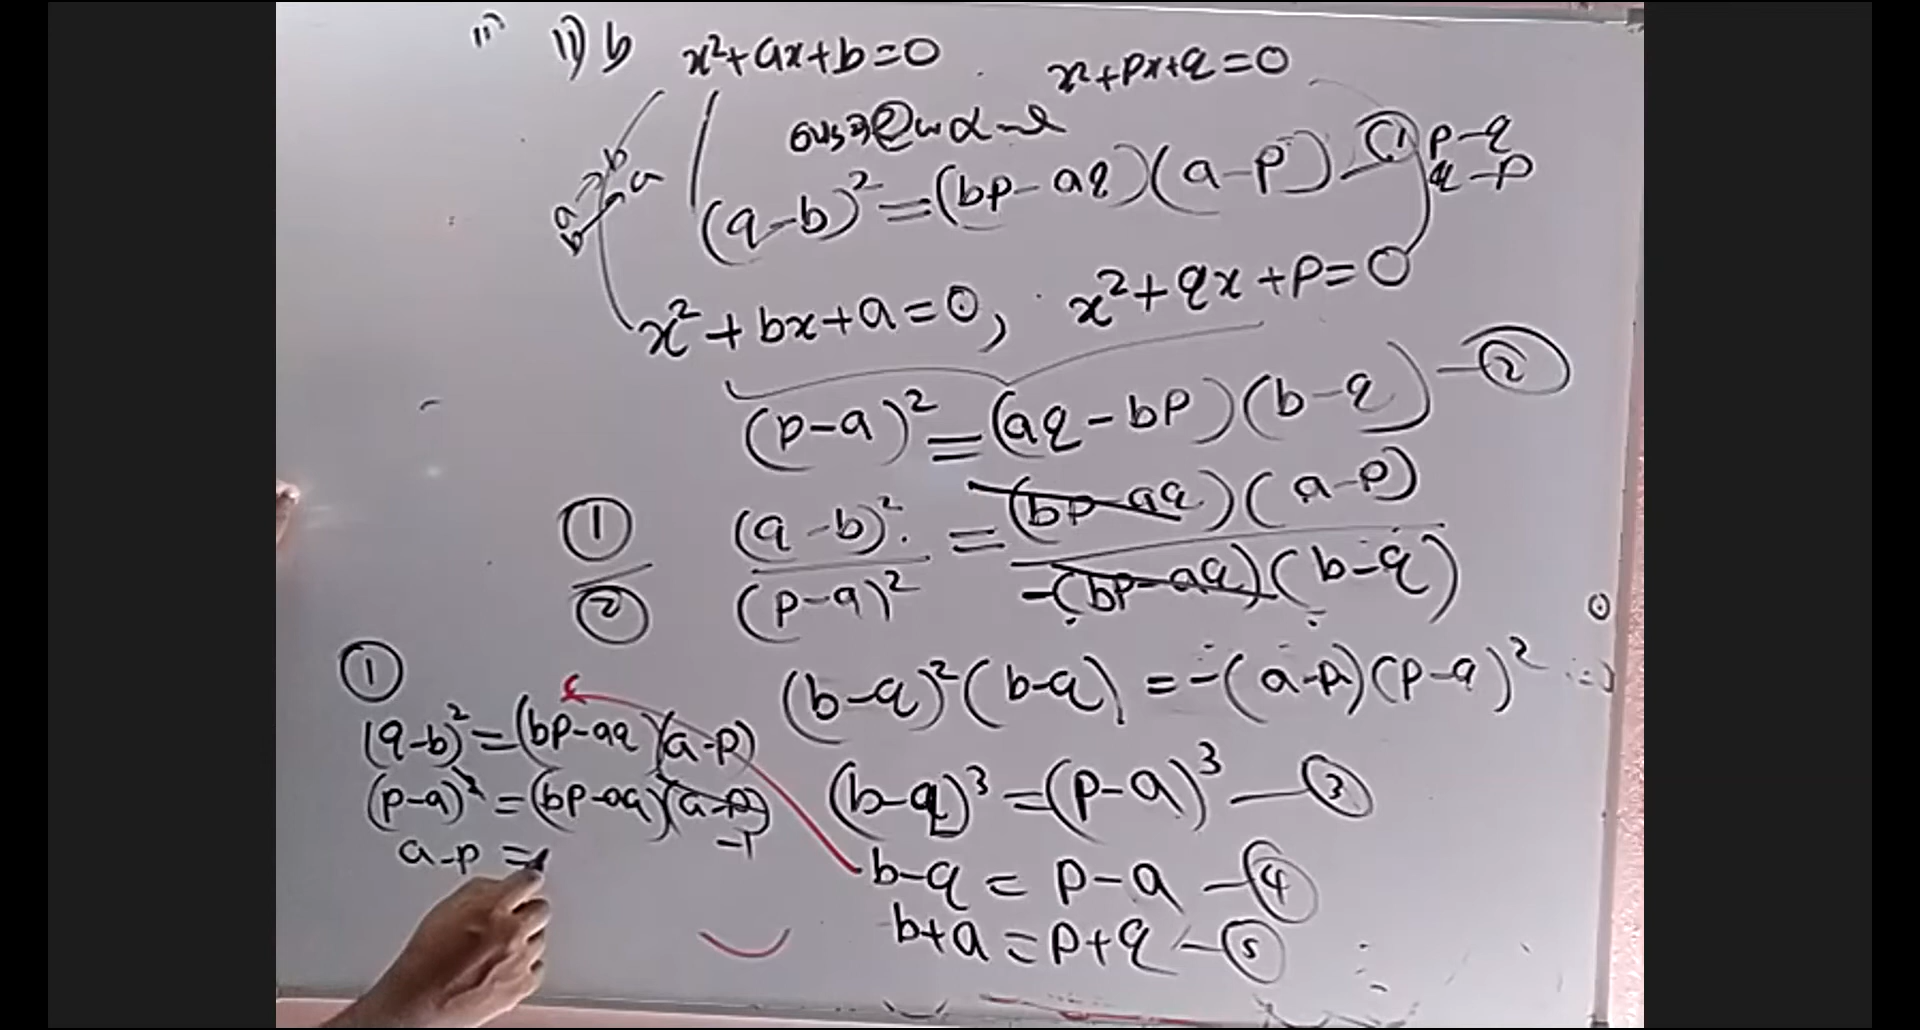 ii) 11) b x²+ax+b=0 x²+px+q=0
(q-b)²=(bp-aq)(a-p) — ① p-q
q-p
b a
a b
x²+bx+a=0, x²+qx+p=0
(p-a)²=(aq-bp)(b-q) — ②
①/② (q-b)²/(p-a)² = (bp-aq)(a-p)/-(bp-aq)(b-q)
(b-q)²(b-q)=-(a-p)(p-a)²
(b-q)³=(p-a)³ — ③
b-q = p-a — ④
b+a=p+q — ⑤
①
(q-b)²=(bp-aq)(a-p)
(p-a)²=(bp-aq)(a-p)
-1
a-p =